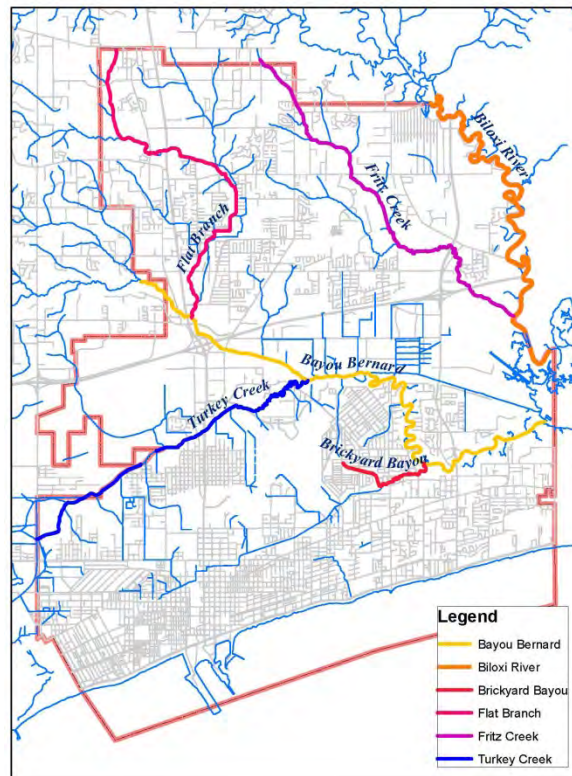 Biloxi River
Fritz Creek
Flat Branch
Bayou Bernard
Turkey Creek
Brickyard Bayou
Legend
Bayou Bernard
Biloxi River
Brickyard Bayou
Flat Branch
Fritz Creek
Turkey Creek